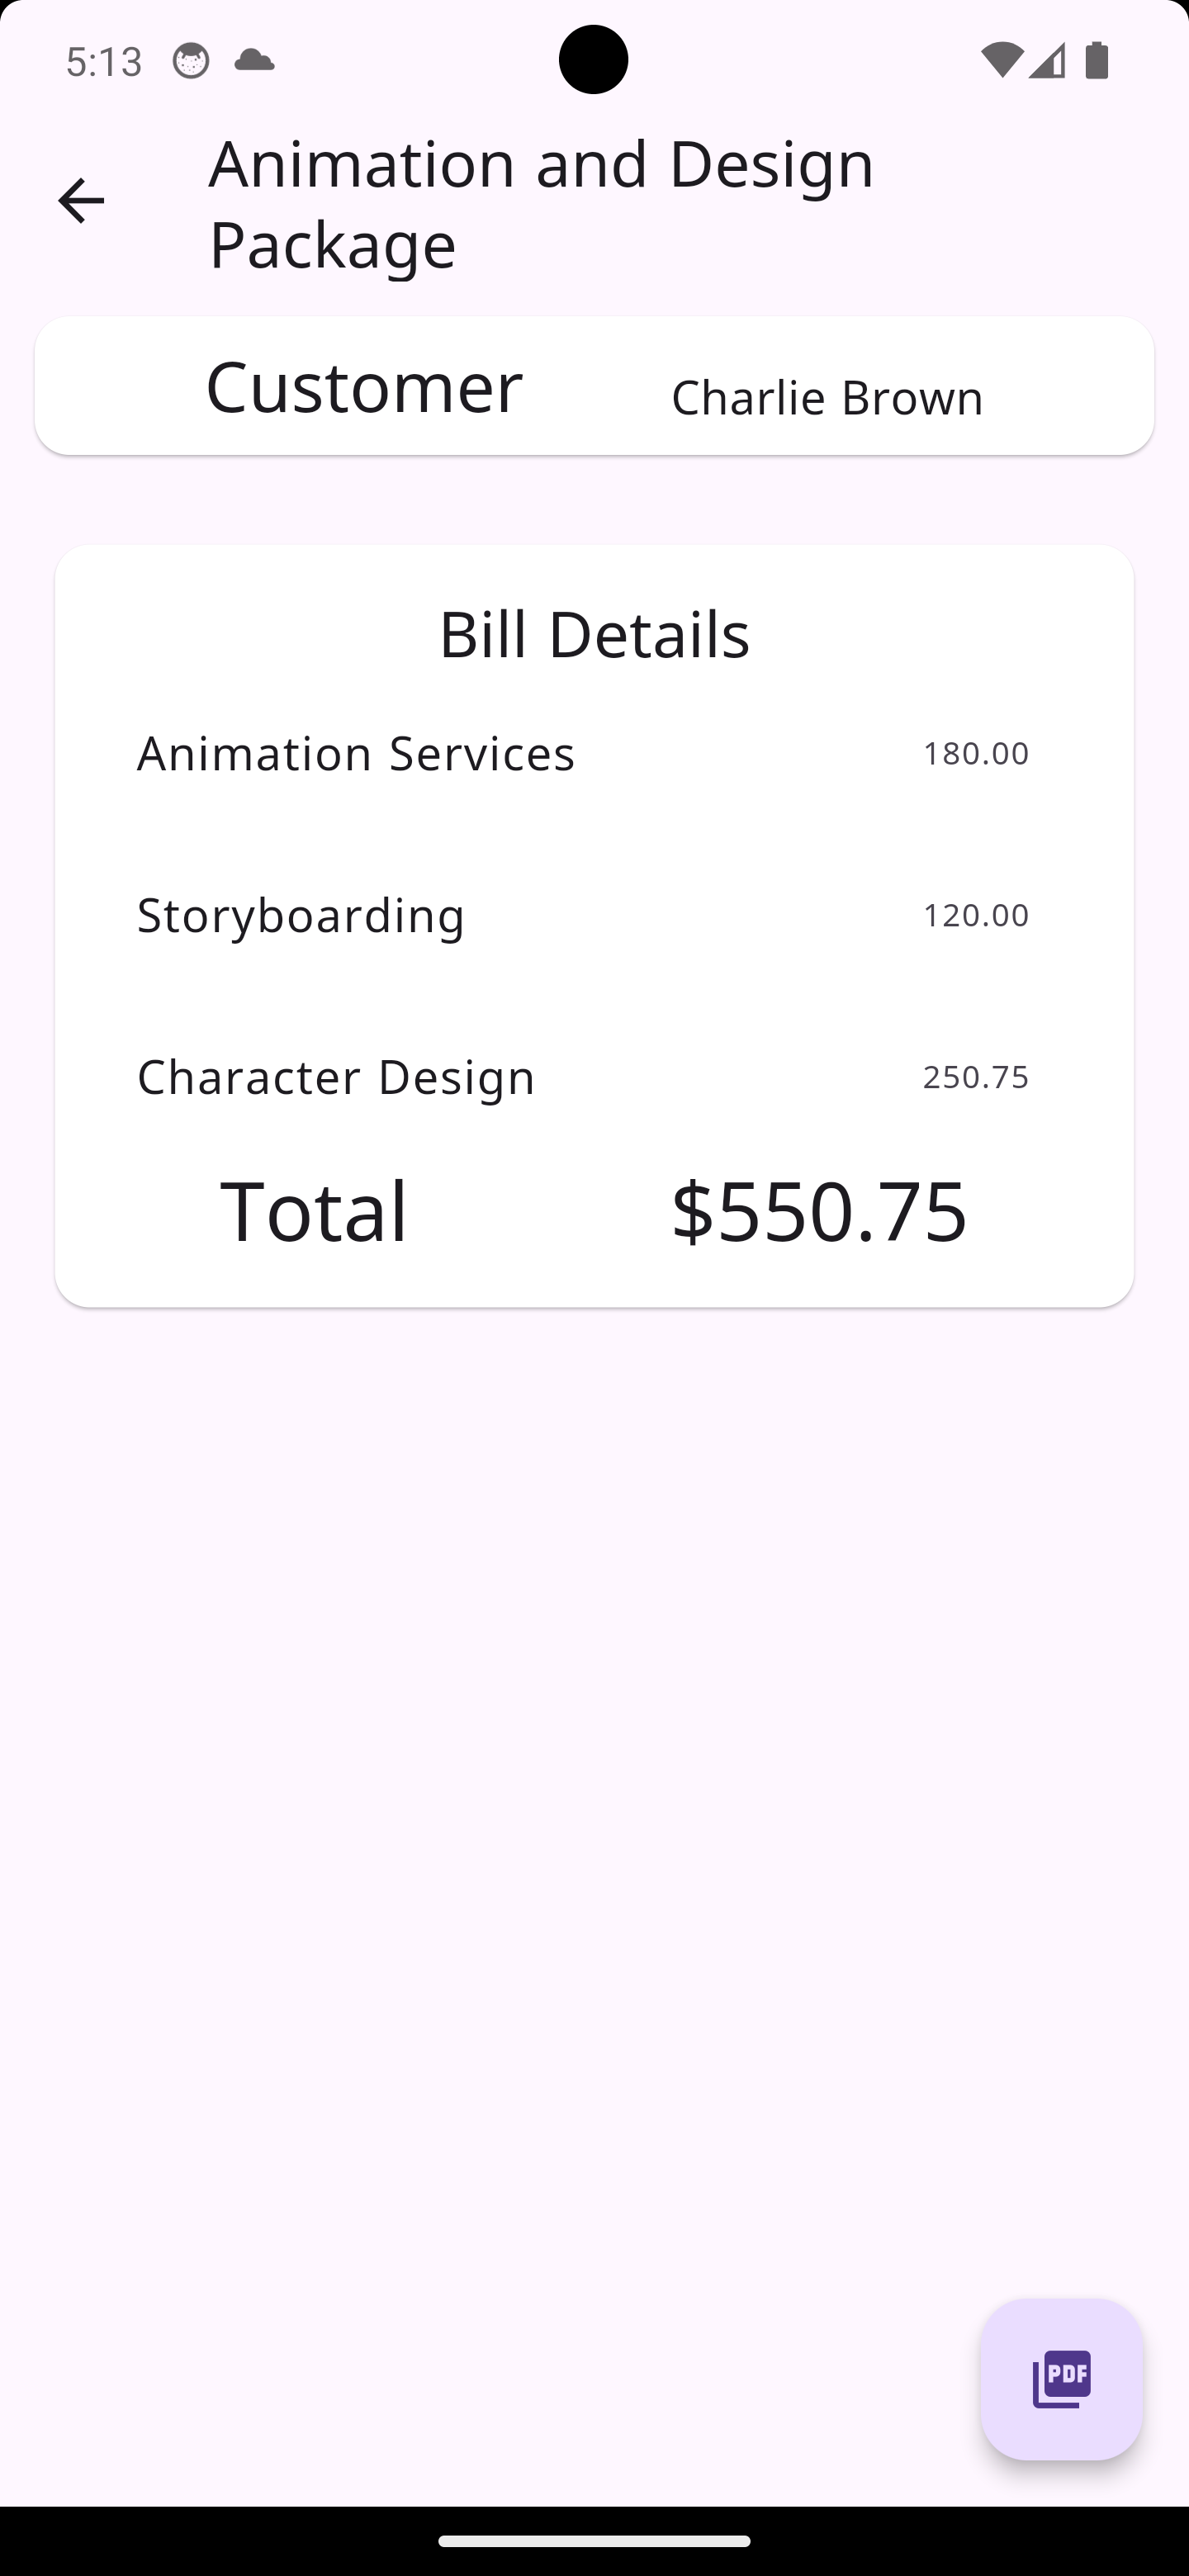 5:13
Animation and Design
Package
Customer Charlie Brown
Bill Details
Animation Services 180.00
Storyboarding 120.00
Character Design 250.75
Total $550.75
PDF